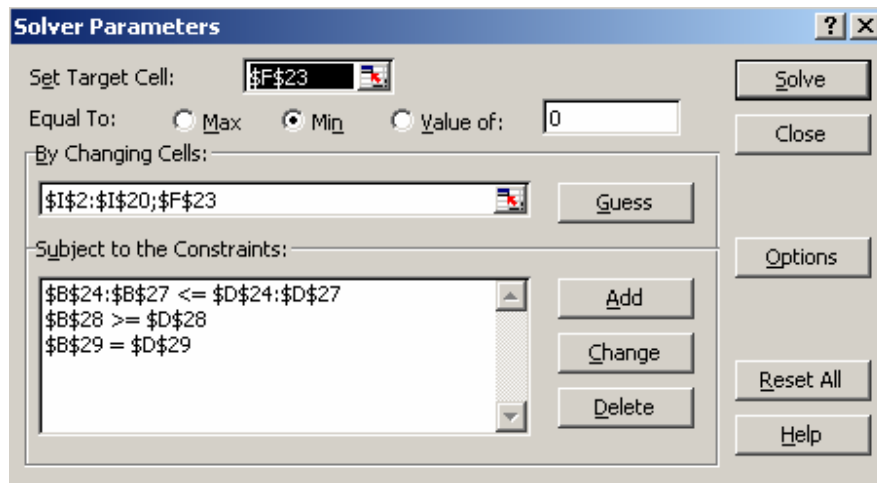 Solver Parameters
Set Target Cell: $F$23
Solve
Equal To: Max Min Value of: 0
Close
By Changing Cells:
$I$2:$I$20;$F$23
Guess
Subject to the Constraints:
Options
$B$24:$B$27 <= $D$24:$D$27
$B$28 >= $D$28
$B$29 = $D$29
Add
Change
Reset All
Delete
Help